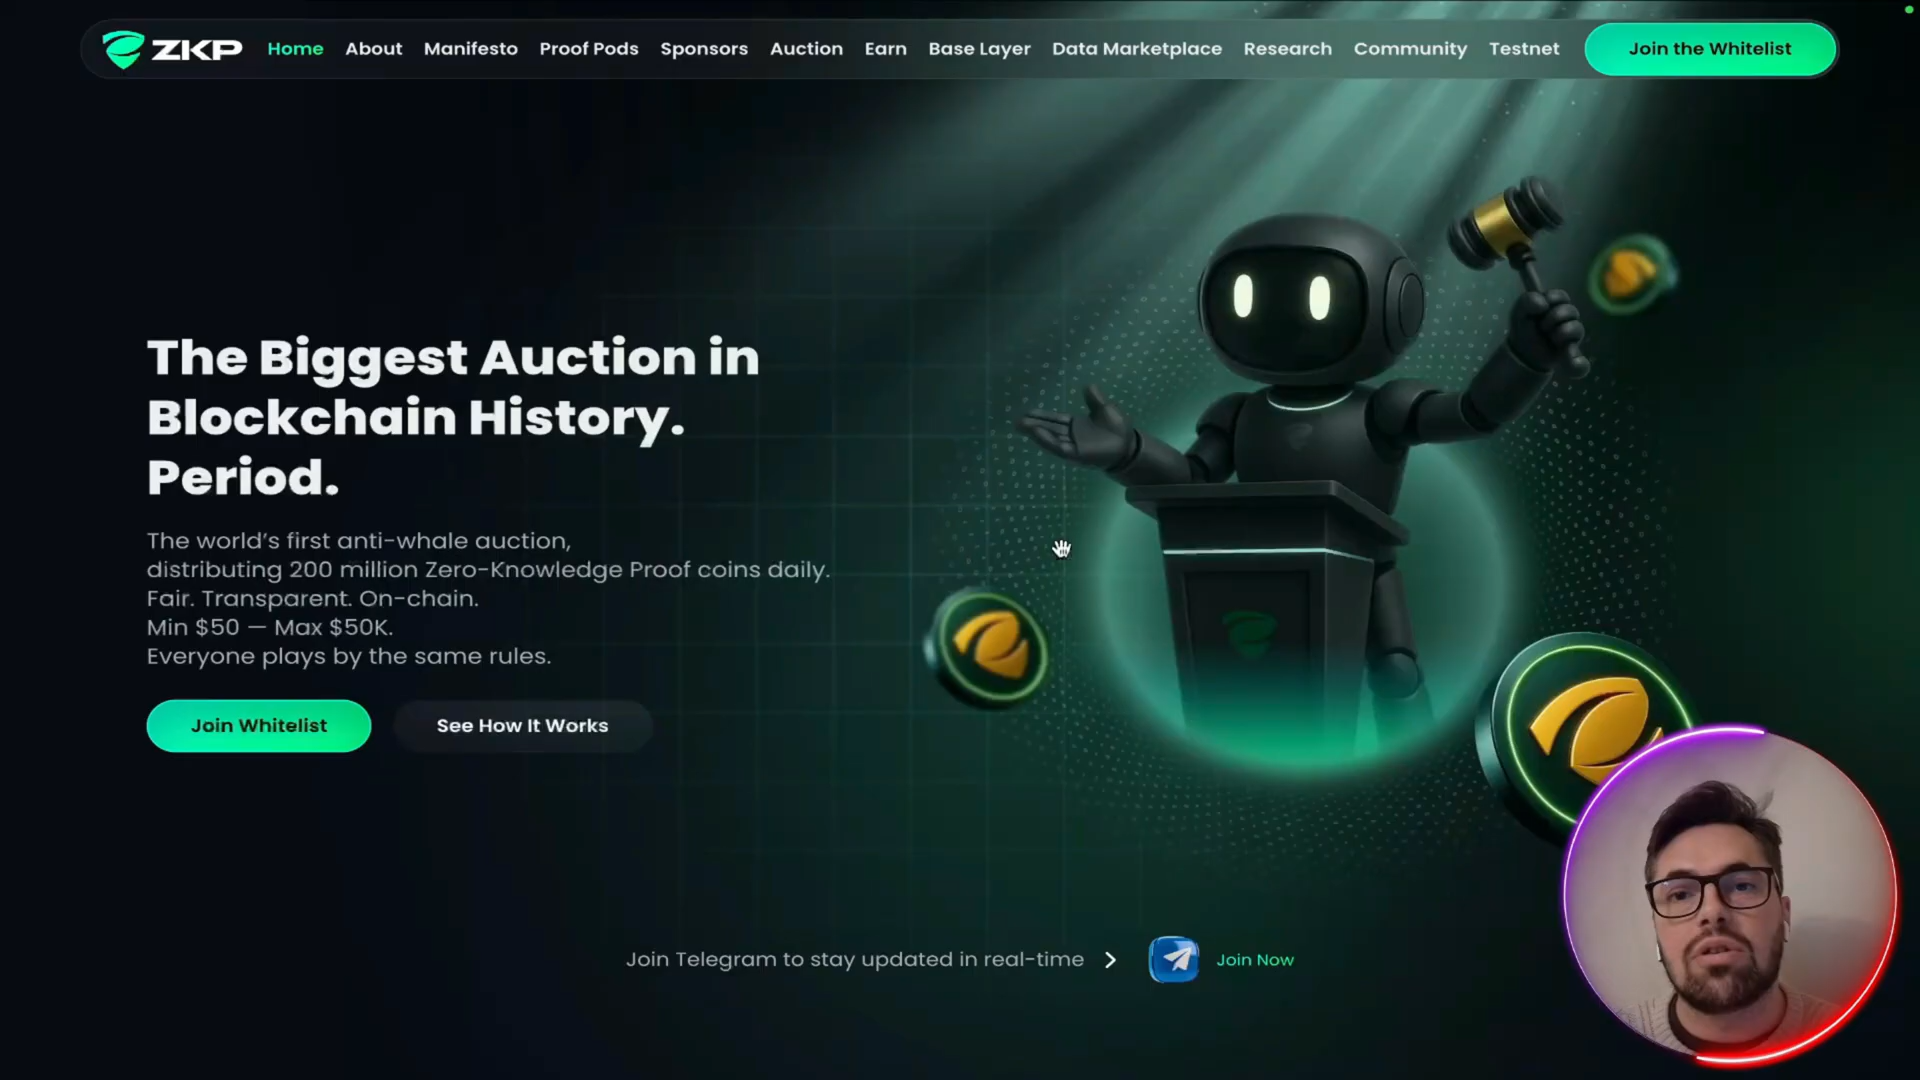 ZKP
Home About Manifesto Proof Pods Sponsors Auction Earn Base Layer Data Marketplace Research Community Testnet Join the Whitelist
The Biggest Auction in
Blockchain History.
Period.
The world's first anti-whale auction,
distributing 200 million Zero-Knowledge Proof coins daily.
Fair. Transparent. On-chain.
Min $50 — Max $50K.
Everyone plays by the same rules.
Join Whitelist See How It Works
Join Telegram to stay updated in real-time Join Now